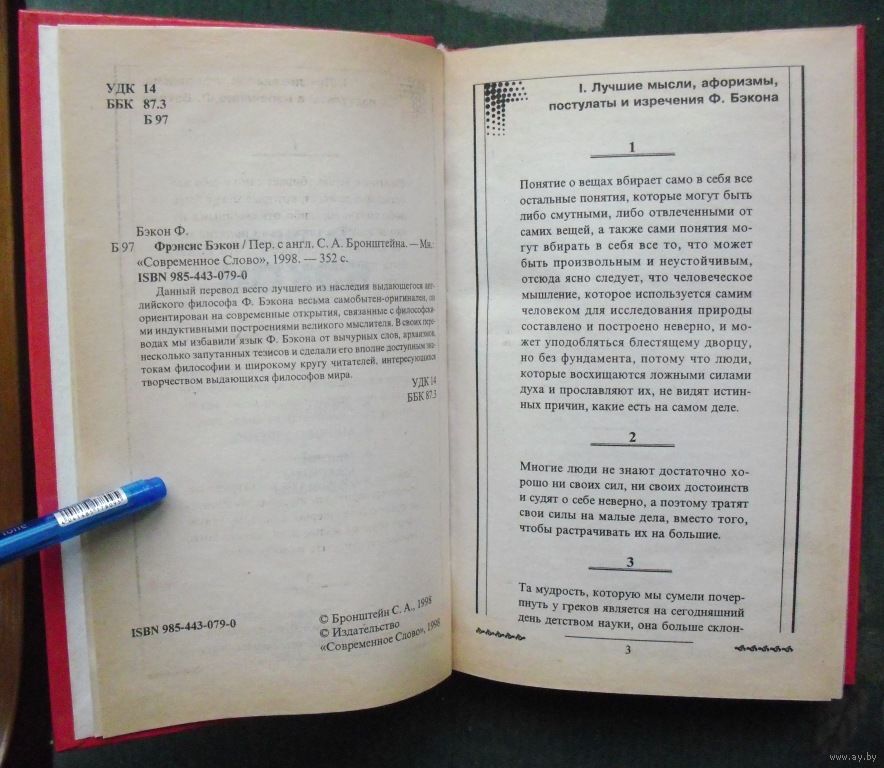 УДК 14
ББК 87.3
Б 97
Бэкон Ф.
Б 97 Фрэнсис Бэкон / Пер. с англ. С. А. Бронштейна. — Мн.:
«Современное Слово», 1998. — 352 с.
ISBN 985-443-079-0
Данный перевод всего лучшего из наследия выдающегося анг-
лийского философа Ф. Бэкона весьма самобытен-оригинален, он
ориентирован на современные открытия, связанные с философски-
ми индуктивными построениями великого мыслителя. В своих пере-
водах мы избавили язык Ф. Бэкона от вычурных слов, архаизмов,
несколько запутанных тезисов и сделали его вполне доступным зна-
токам философии и широкому кругу читателей, интересующихся
творчеством выдающихся философов мира.
УДК 14
ББК 87.3
ISBN 985-443-079-0
© Бронштейн С. А., 1998
© Издательство
«Современное Слово», 1998
I. Лучшие мысли, афоризмы,
постулаты и изречения Ф. Бэкона
1
Понятие о вещах вбирает само в себя все
остальные понятия, которые могут быть
либо смутными, либо отвлеченными от
самих вещей, а также сами понятия мо-
гут вбирать в себя все то, что может
быть произвольным и неустойчивым,
отсюда ясно следует, что человеческое
мышление, которое используется самим
человеком для исследования природы
составлено и построено неверно, и мо-
жет уподобляться блестящему дворцу,
но без фундамента, потому что люди,
которые восхищаются ложными силами
духа и прославляют их, не видят истин-
ных причин, какие есть на самом деле.
2
Многие люди не знают достаточно хо-
рошо ни своих сил, ни своих достоинств
и судят о себе неверно, а поэтому тратят
свои силы на малые дела, вместо того,
чтобы растрачивать их на большие.
3
Та мудрость, которую мы сумели почер-
пнуть у греков является на сегодняшний
день детством науки, она больше склон-
3
www.ay.by